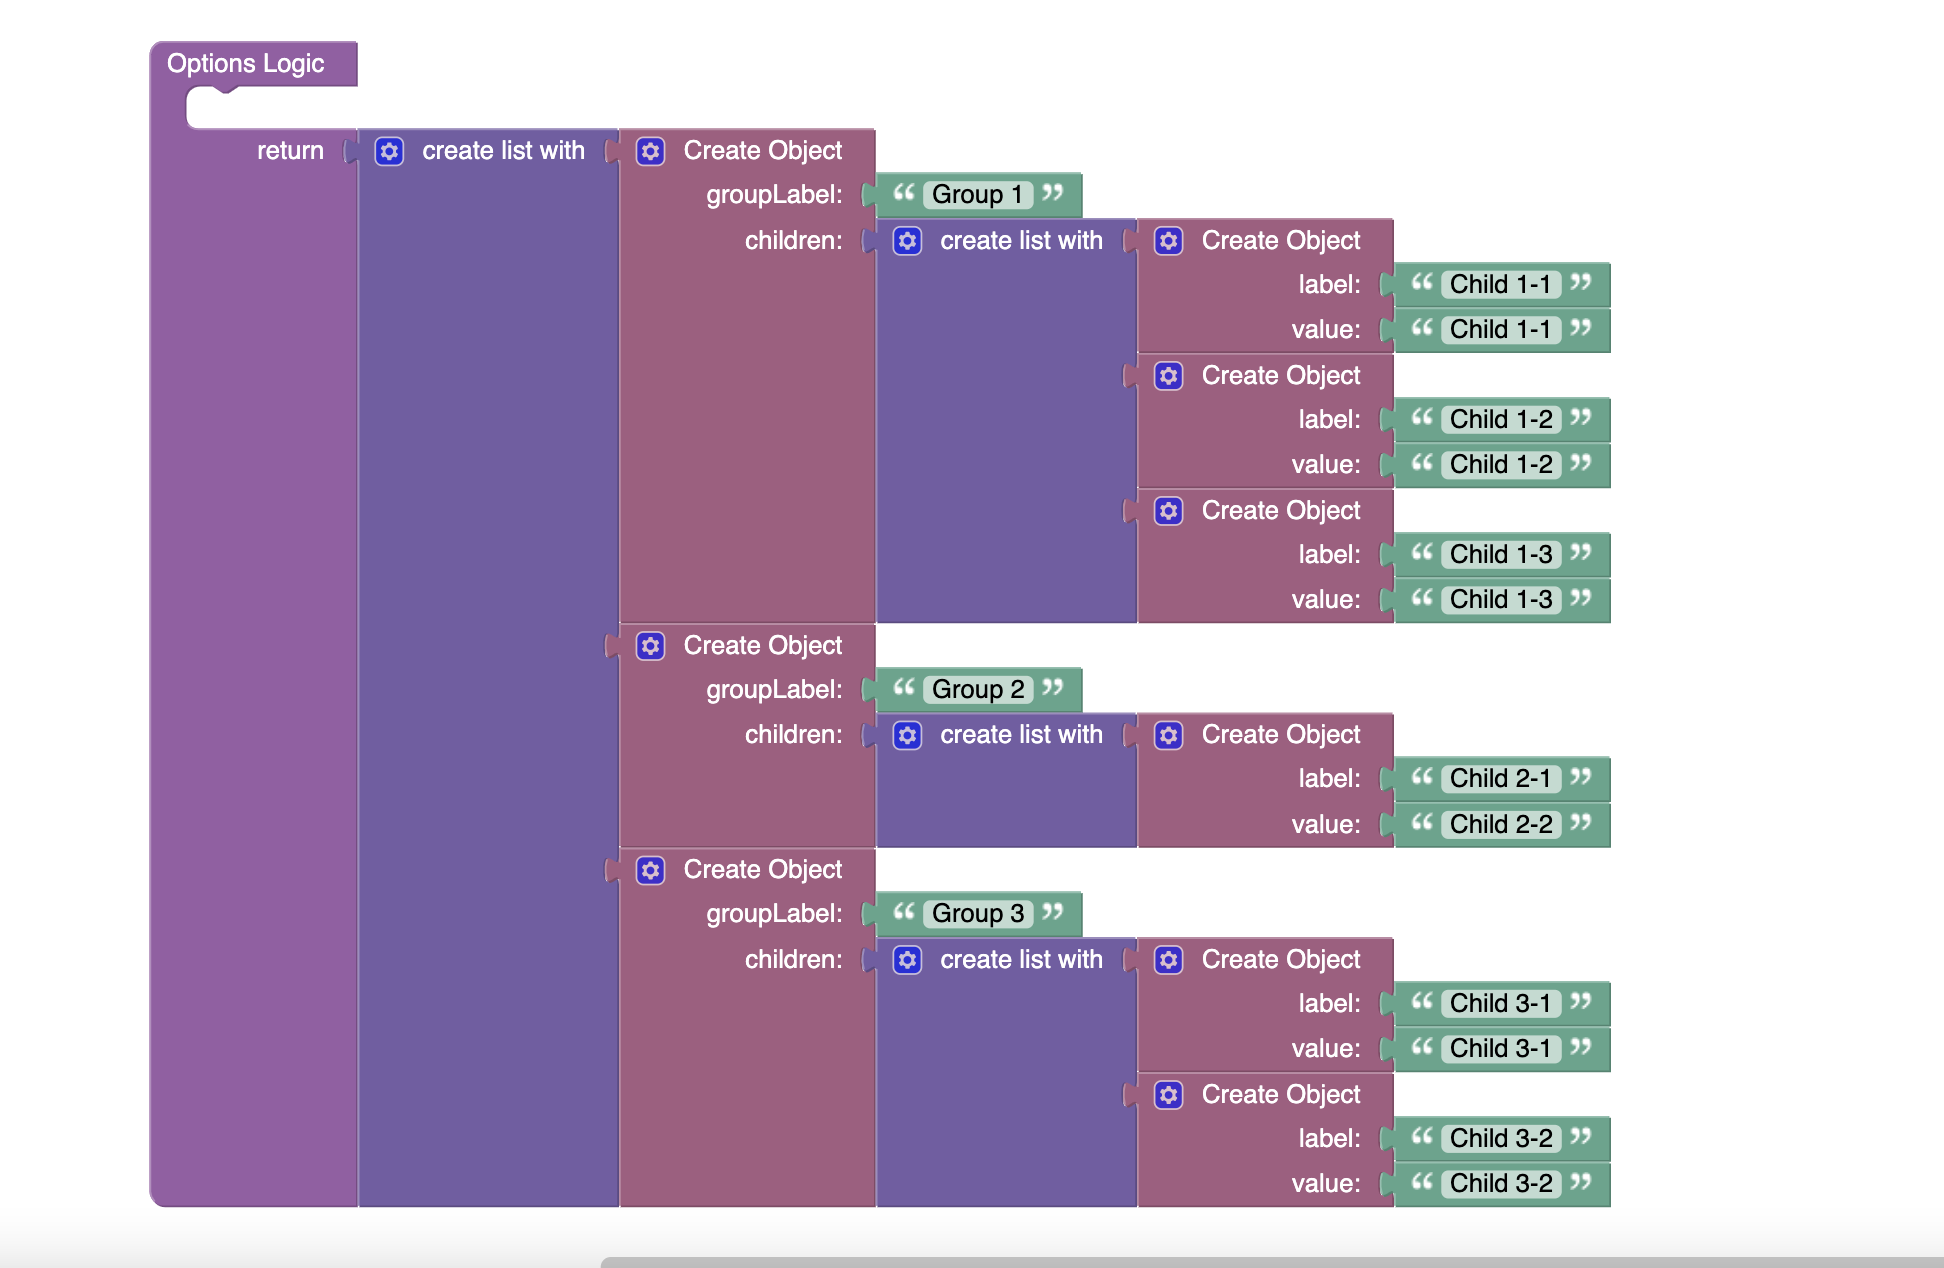 Options Logic
return create list with Create Object
groupLabel: “ Group 1 ”
children: create list with Create Object
label: “ Child 1-1 ”
value: “ Child 1-1 ”
Create Object
label: “ Child 1-2 ”
value: “ Child 1-2 ”
Create Object
label: “ Child 1-3 ”
value: “ Child 1-3 ”
Create Object
groupLabel: “ Group 2 ”
children: create list with Create Object
label: “ Child 2-1 ”
value: “ Child 2-2 ”
Create Object
groupLabel: “ Group 3 ”
children: create list with Create Object
label: “ Child 3-1 ”
value: “ Child 3-1 ”
Create Object
label: “ Child 3-2 ”
value: “ Child 3-2 ”